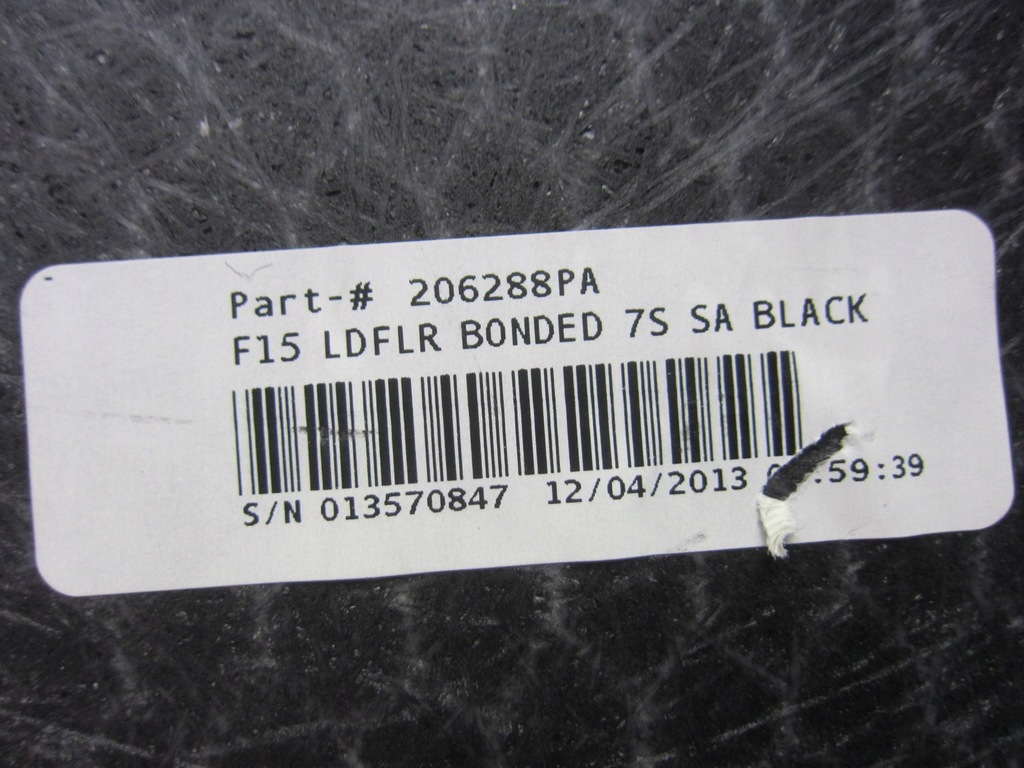 Part-# 206288PA
F15 LDFLR BONDED 7S SA BLACK
S/N 013570847 12/04/2013 :59:39